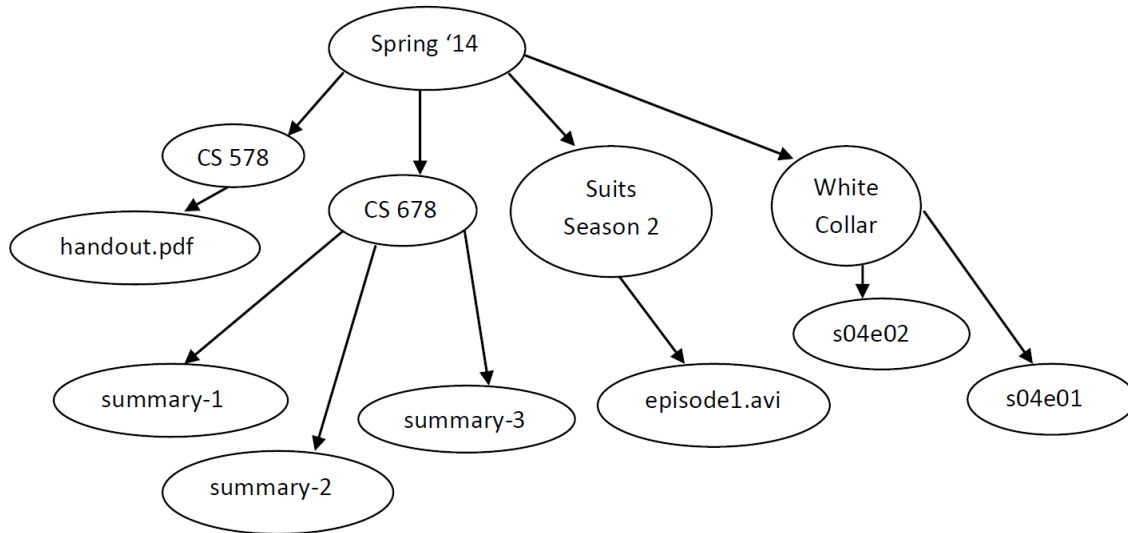 Spring ‘14
CS 578
CS 678
Suits
Season 2
White
Collar
handout.pdf
s04e02
summary-1
summary-3
episode1.avi
s04e01
summary-2